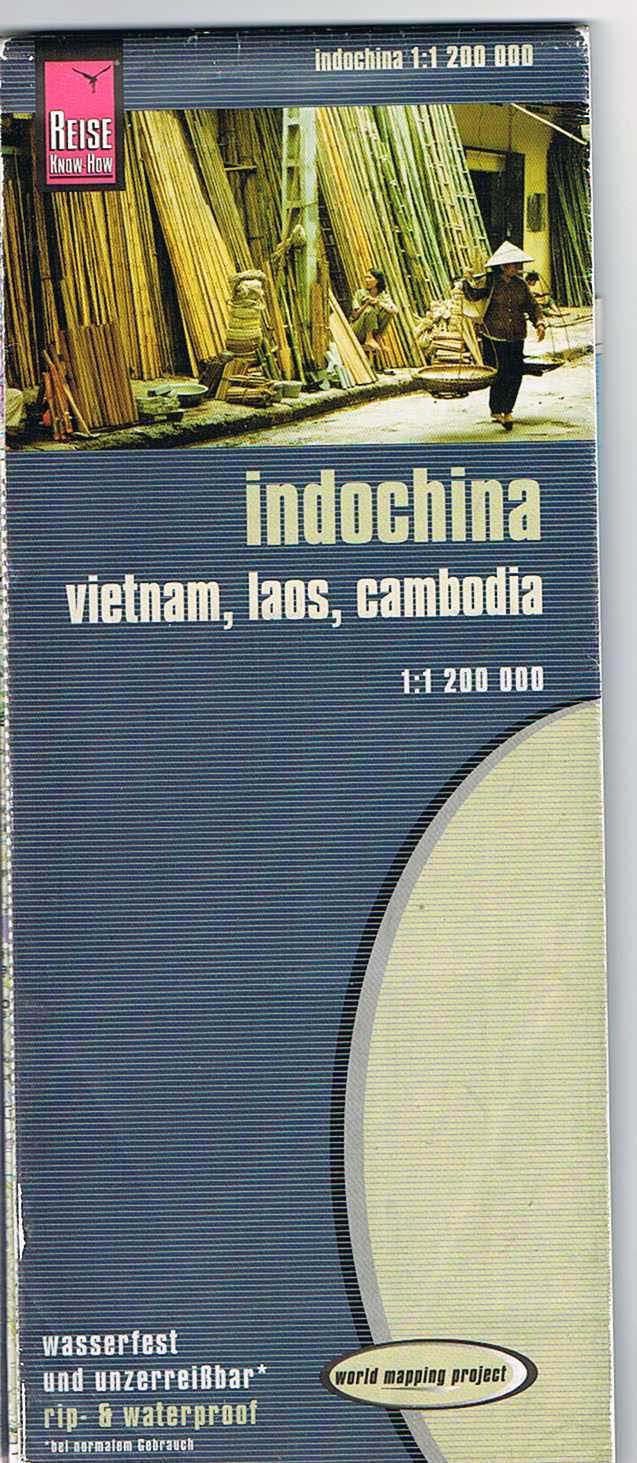 indochina 1:1 200 000
REISE
KNOW-HOW
indochina
vietnam, laos, cambodia
1:1 200 000
wasserfest
und unzerreißbar*
rip- & waterproof
*bei normalem Gebrauch
world mapping project